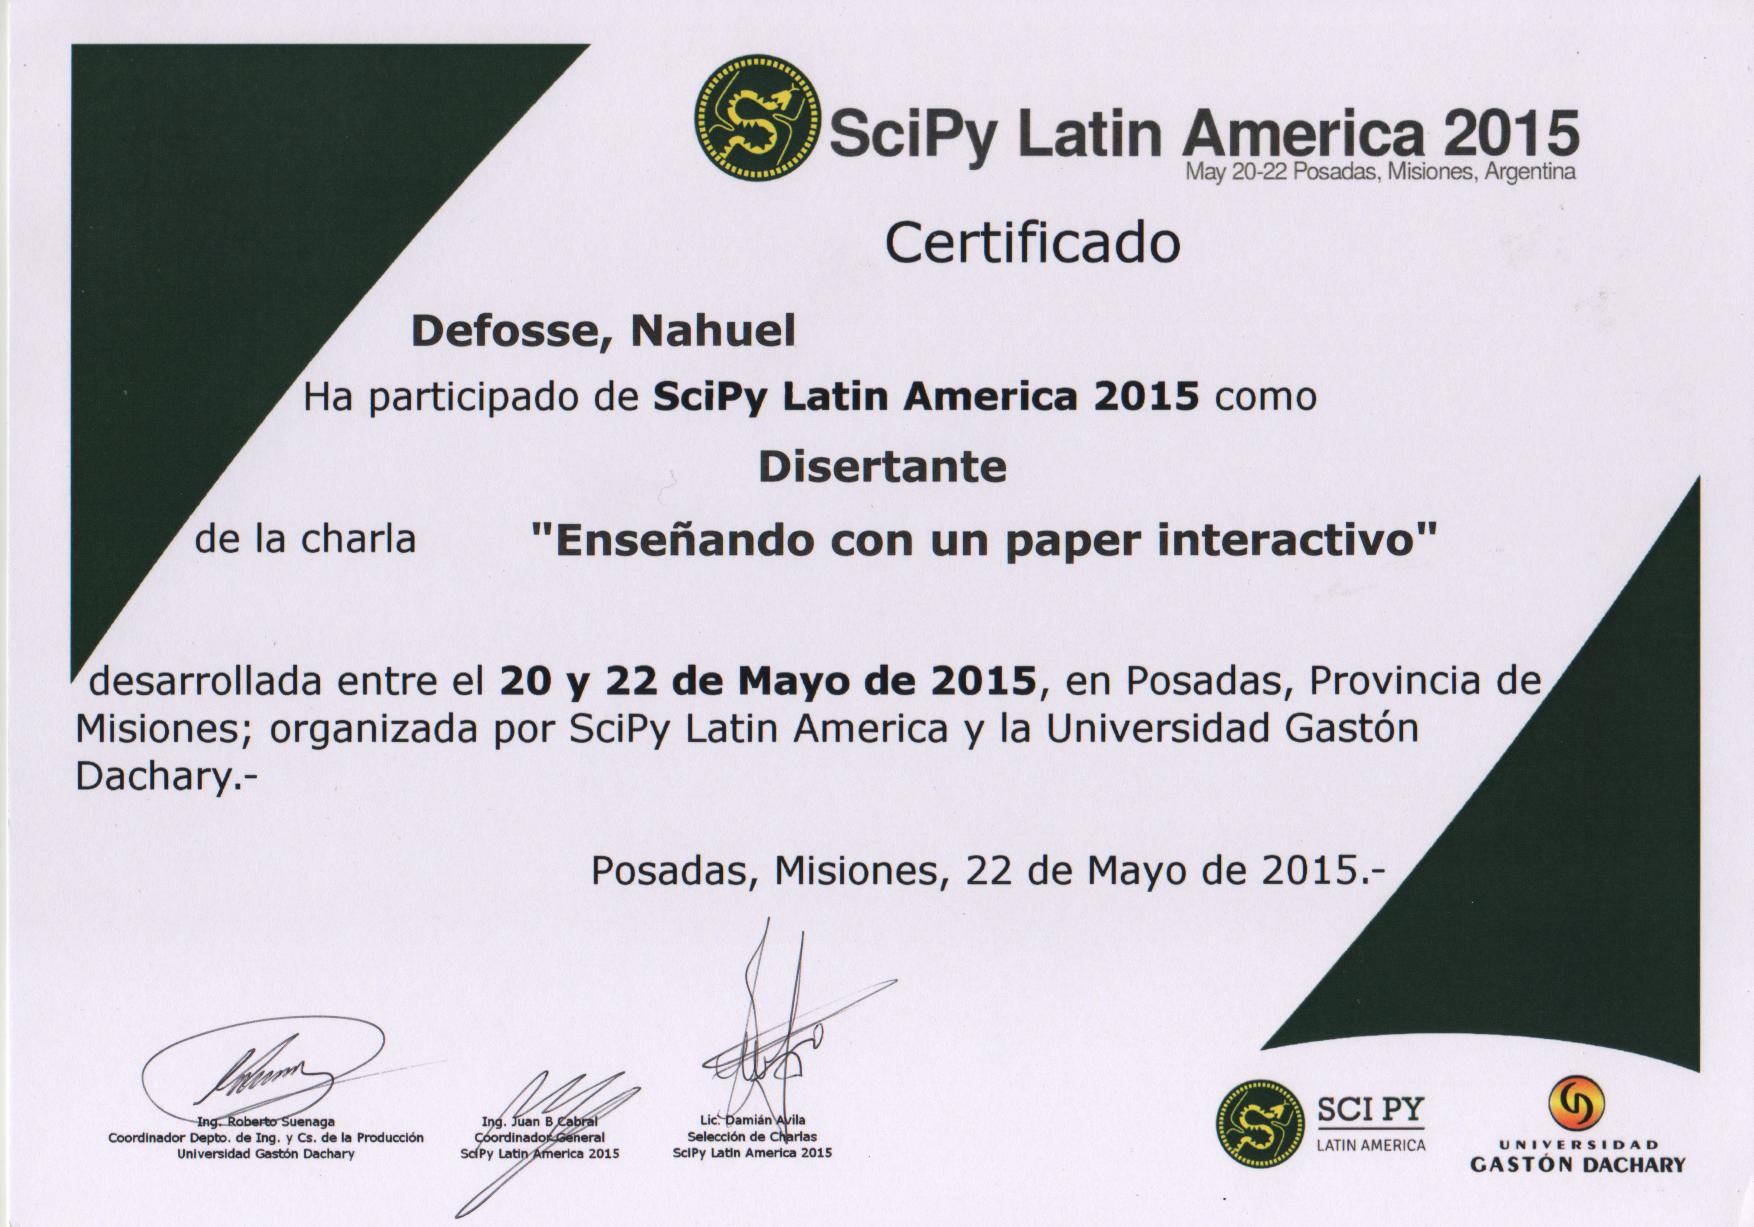 SciPy Latin America 2015
May 20-22 Posadas, Misiones, Argentina
Certificado
Defosse, Nahuel
Ha participado de SciPy Latin America 2015 como
Disertante
de la charla "Enseñando con un paper interactivo"
desarrollada entre el 20 y 22 de Mayo de 2015, en Posadas, Provincia de
Misiones; organizada por SciPy Latin America y la Universidad Gastón
Dachary.-
Posadas, Misiones, 22 de Mayo de 2015.-
Ing. Roberto Suenaga
Coordinador Depto. de Ing. y Cs. de la Producción
Universidad Gastón Dachary
Ing. Juan B Cabral
Coordinador General
SciPy Latin America 2015
Lic. Damián Avila
Selección de Charlas
SciPy Latin America 2015
SCI PY
LATIN AMERICA
UNIVERSIDAD
GASTÓN DACHARY